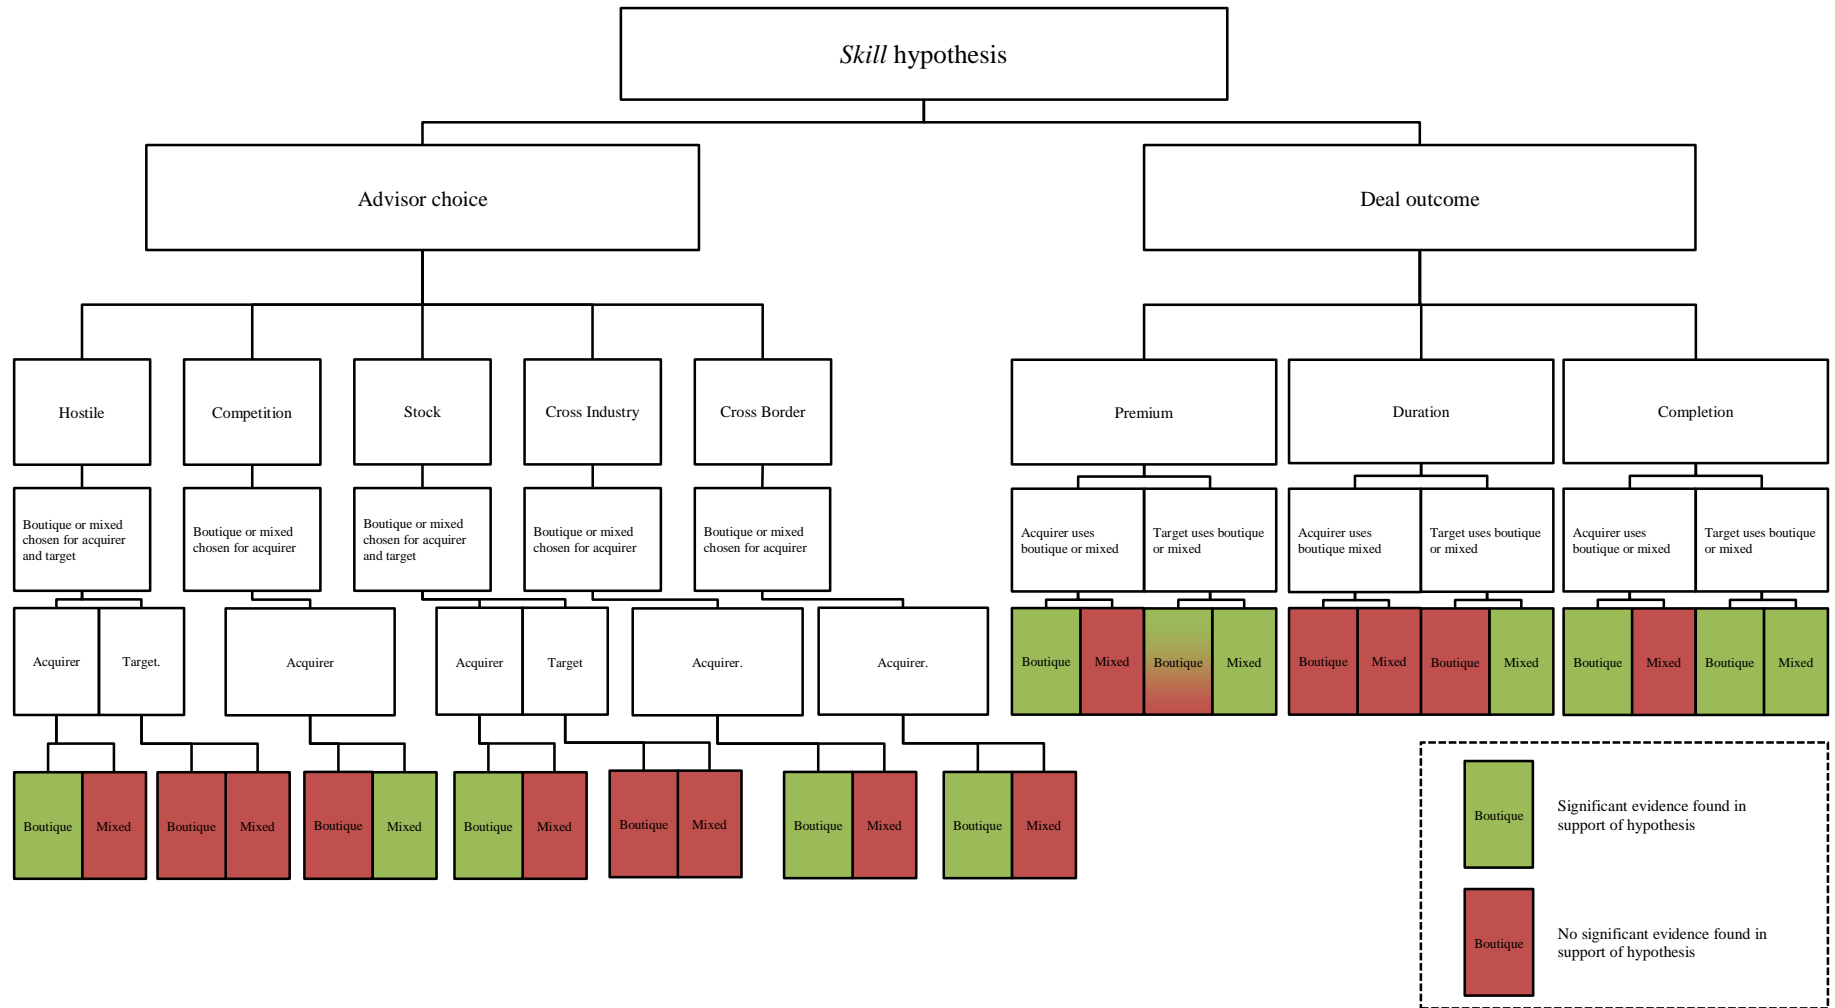 Skill hypothesis
Advisor choice
Deal outcome
Hostile
Competition
Stock
Cross Industry
Cross Border
Premium
Duration
Completion
Boutique or mixed
chosen for acquirer
and target
Boutique or mixed
chosen for acquirer
Boutique or mixed
chosen for acquirer
and target
Boutique or mixed
chosen for acquirer
Boutique or mixed
chosen for acquirer
Acquirer uses
boutique or mixed
Target uses boutique
or mixed
Acquirer uses
boutique mixed
Target uses boutique
or mixed
Acquirer uses
boutique or mixed
Target uses boutique
or mixed
Acquirer
Target.
Acquirer
Acquirer
Target
Acquirer.
Acquirer.
Boutique
Mixed
Boutique
Mixed
Boutique
Mixed
Boutique
Mixed
Boutique
Mixed
Boutique
Mixed
Boutique
Mixed
Boutique
Mixed
Boutique
Mixed
Boutique
Mixed
Boutique
Mixed
Boutique
Mixed
Boutique
Mixed
Boutique
Significant evidence found in
support of hypothesis
Boutique
No significant evidence found in
support of hypothesis